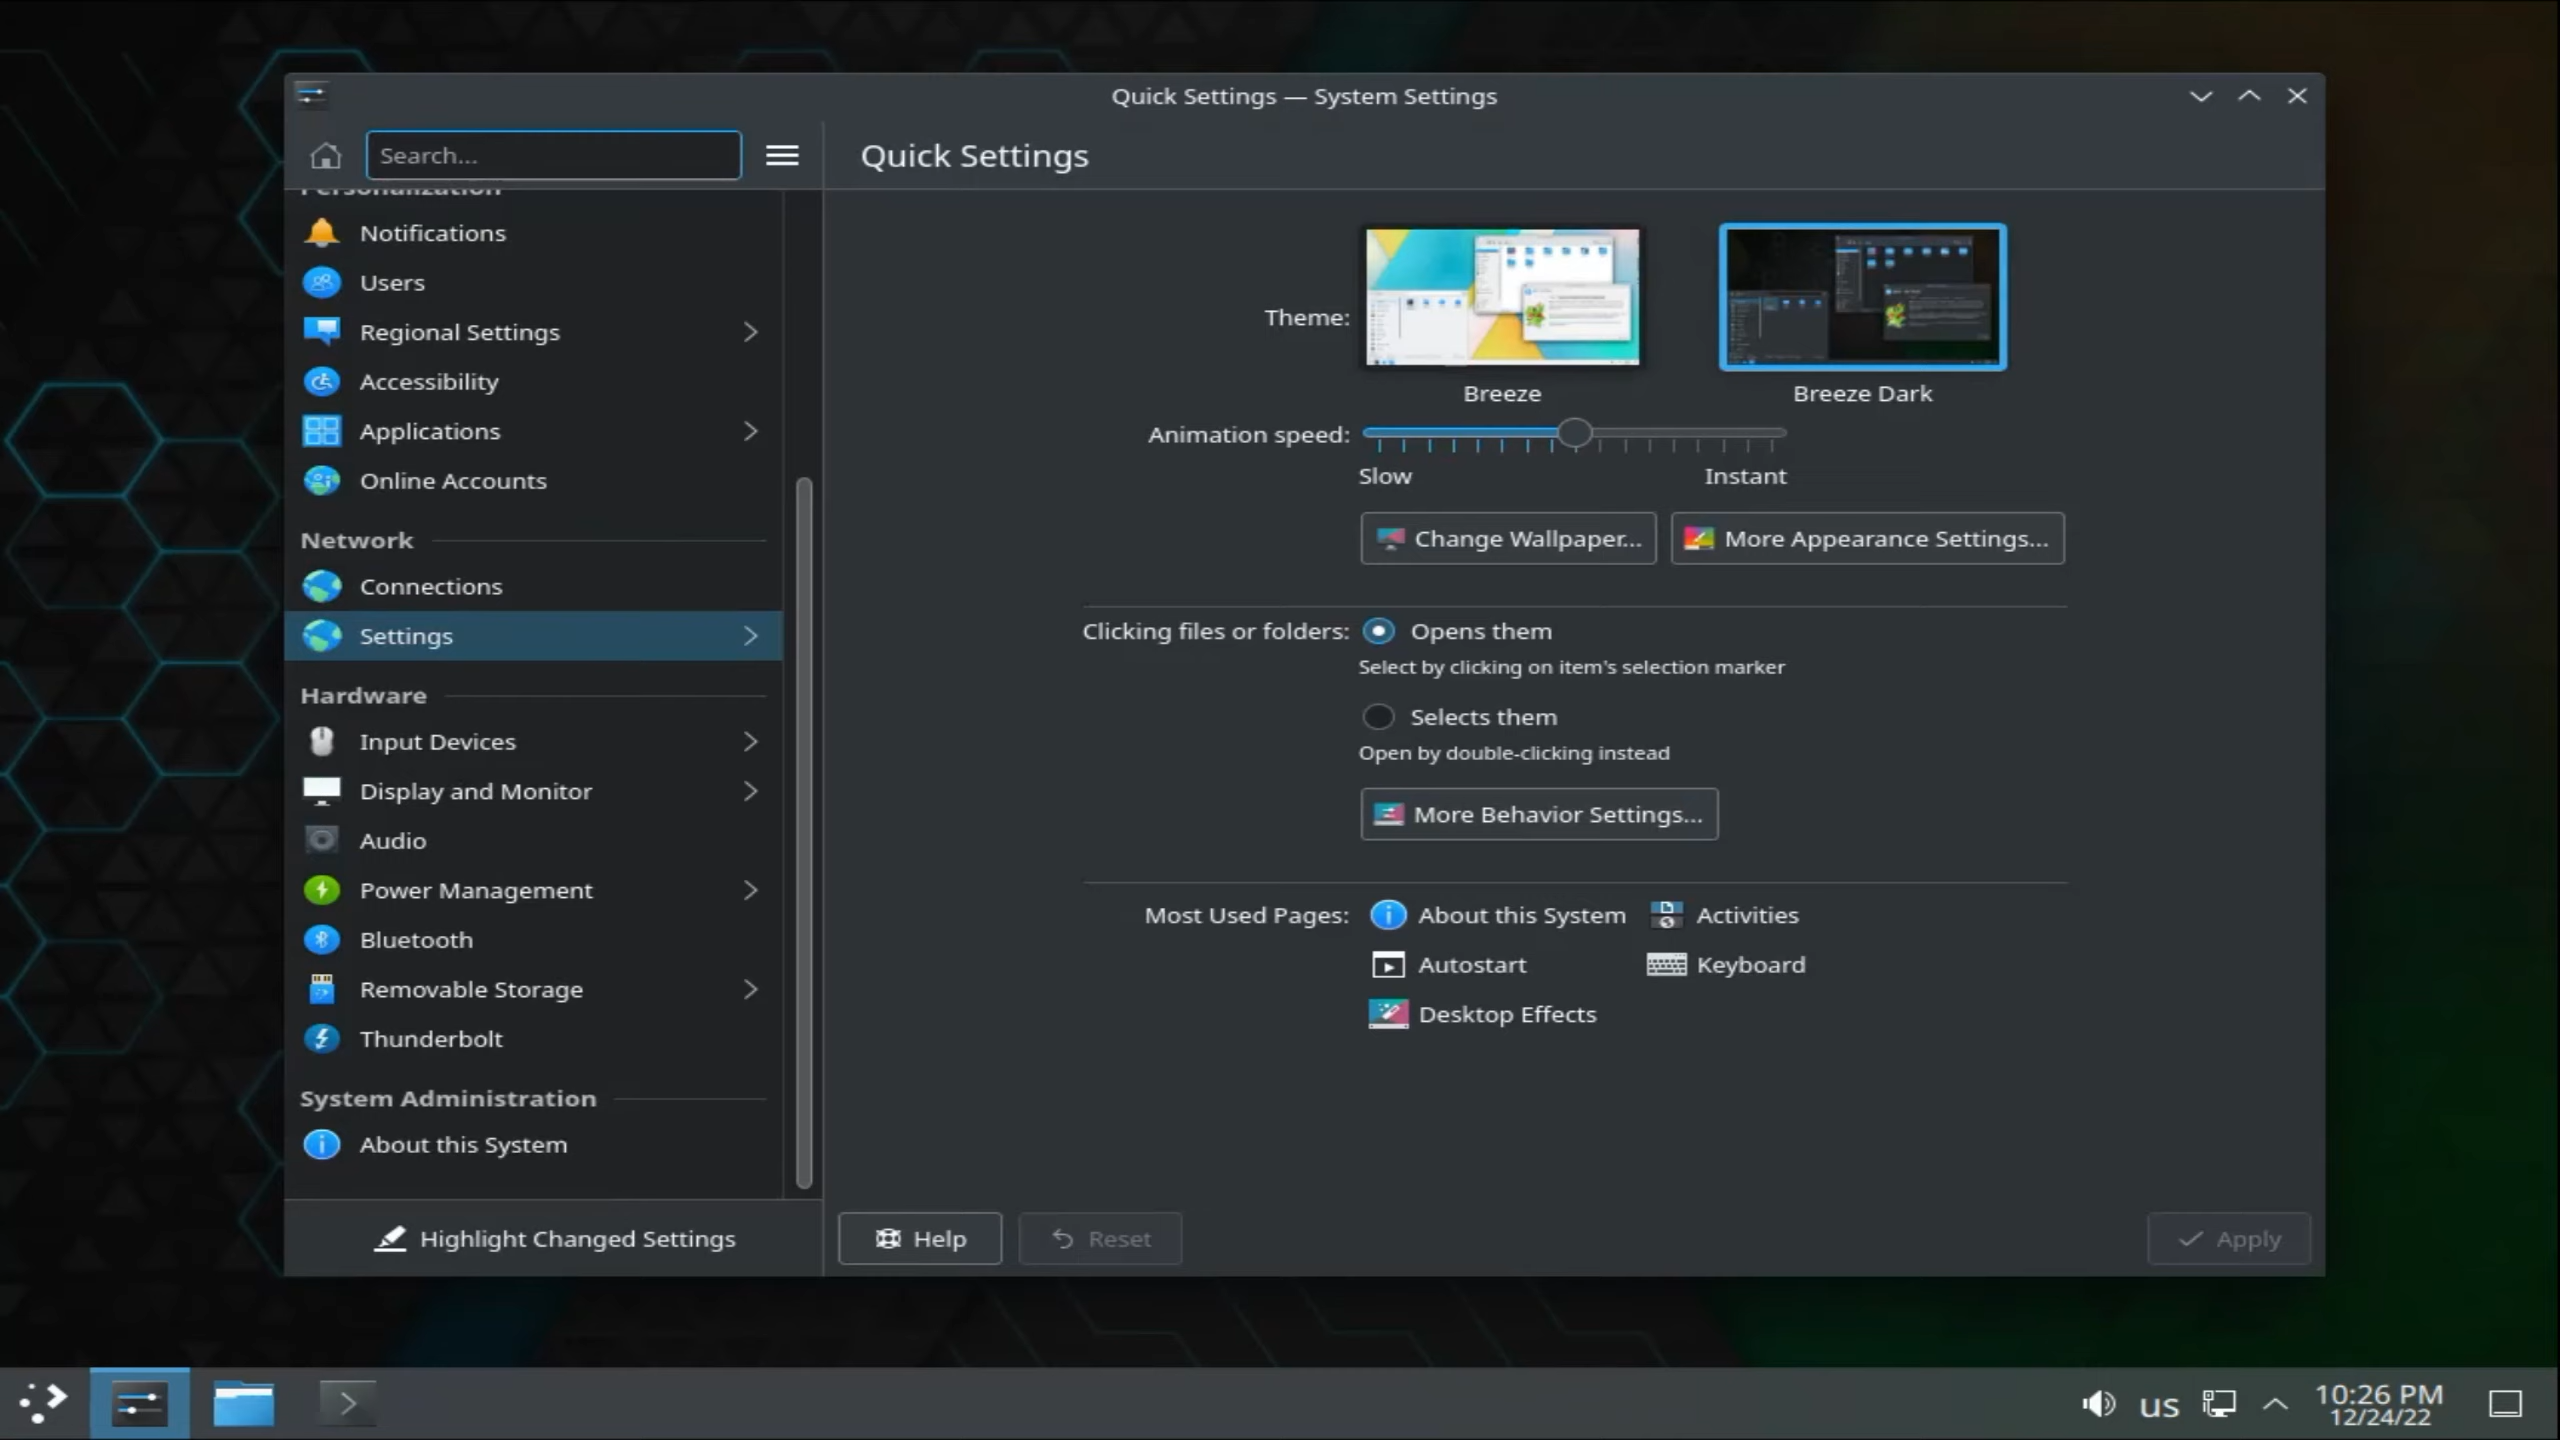 Quick Settings — System Settings
Search...
Quick Settings
Personalization
Notifications
Users
Regional Settings
Accessibility
Applications
Online Accounts
Network
Connections
Settings
Hardware
Input Devices
Display and Monitor
Audio
Power Management
Bluetooth
Removable Storage
Thunderbolt
System Administration
About this System
Highlight Changed Settings
Theme:
Breeze
Breeze Dark
Animation speed:
Slow
Instant
Change Wallpaper...
More Appearance Settings...
Clicking files or folders:
Opens them
Select by clicking on item's selection marker
Selects them
Open by double-clicking instead
More Behavior Settings...
Most Used Pages:
About this System
Activities
Autostart
Keyboard
Desktop Effects
Help
Reset
Apply
us
10:26 PM
12/24/22